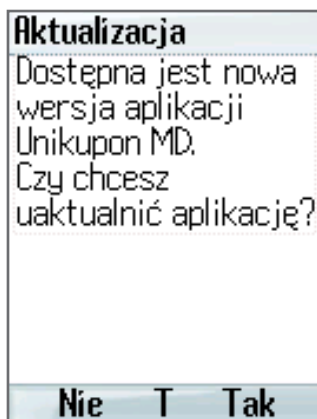 Aktualizacja
Dostępna jest nowa
wersja aplikacji
Unikupon MD.
Czy chcesz
uaktualnić aplikację?
Nie T Tak